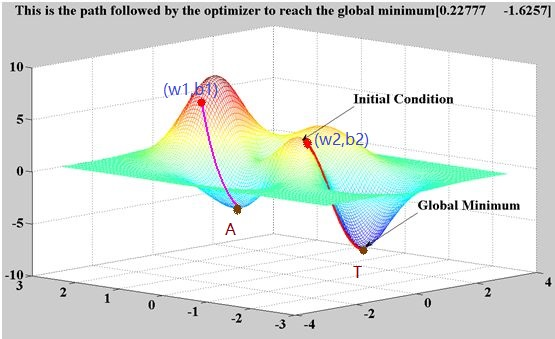 This is the path followed by the optimizer to reach the global minimum[0.22777 -1.6257]
10
5
0
-5
-10
(w1,b1)
Initial Condition
(w2,b2)
Global Minimum
A
T
3
2
1
0
-1
-2
-3
-4
-2
0
2
4